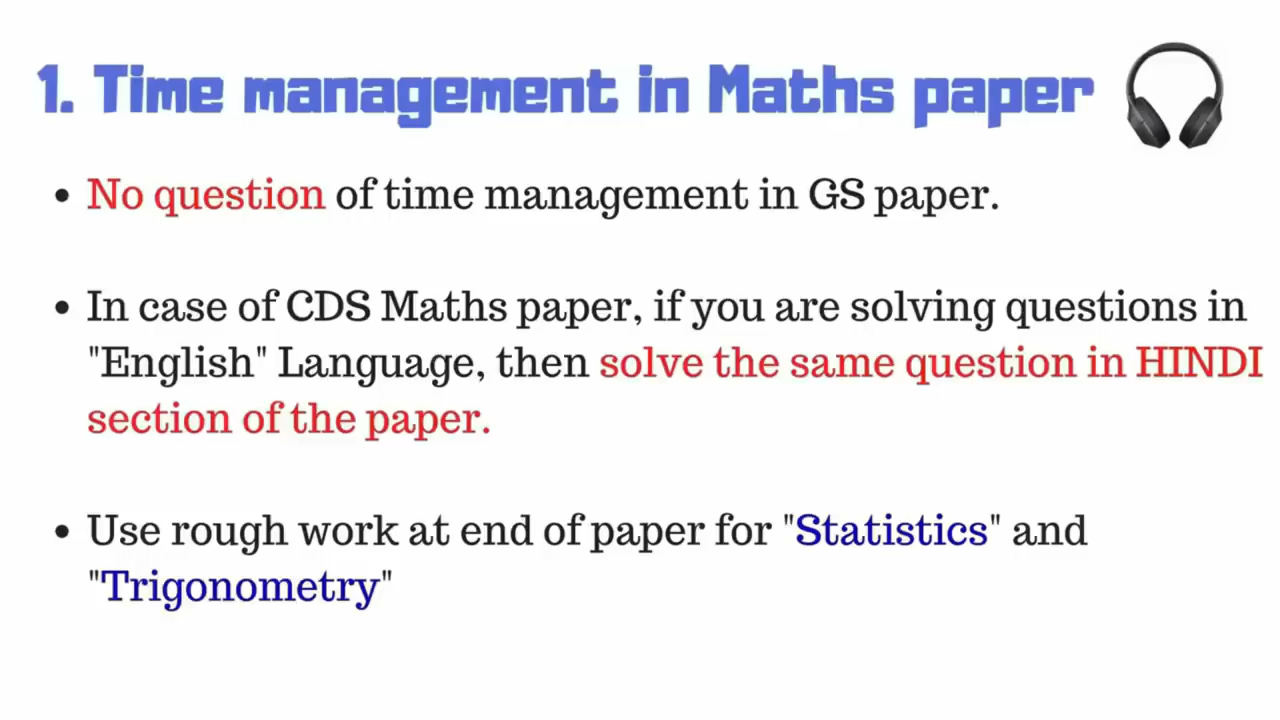 1. Time management in Maths paper
• No question of time management in GS paper.
• In case of CDS Maths paper, if you are solving questions in
"English" Language, then solve the same question in HINDI
section of the paper.
• Use rough work at end of paper for "Statistics" and
"Trigonometry"